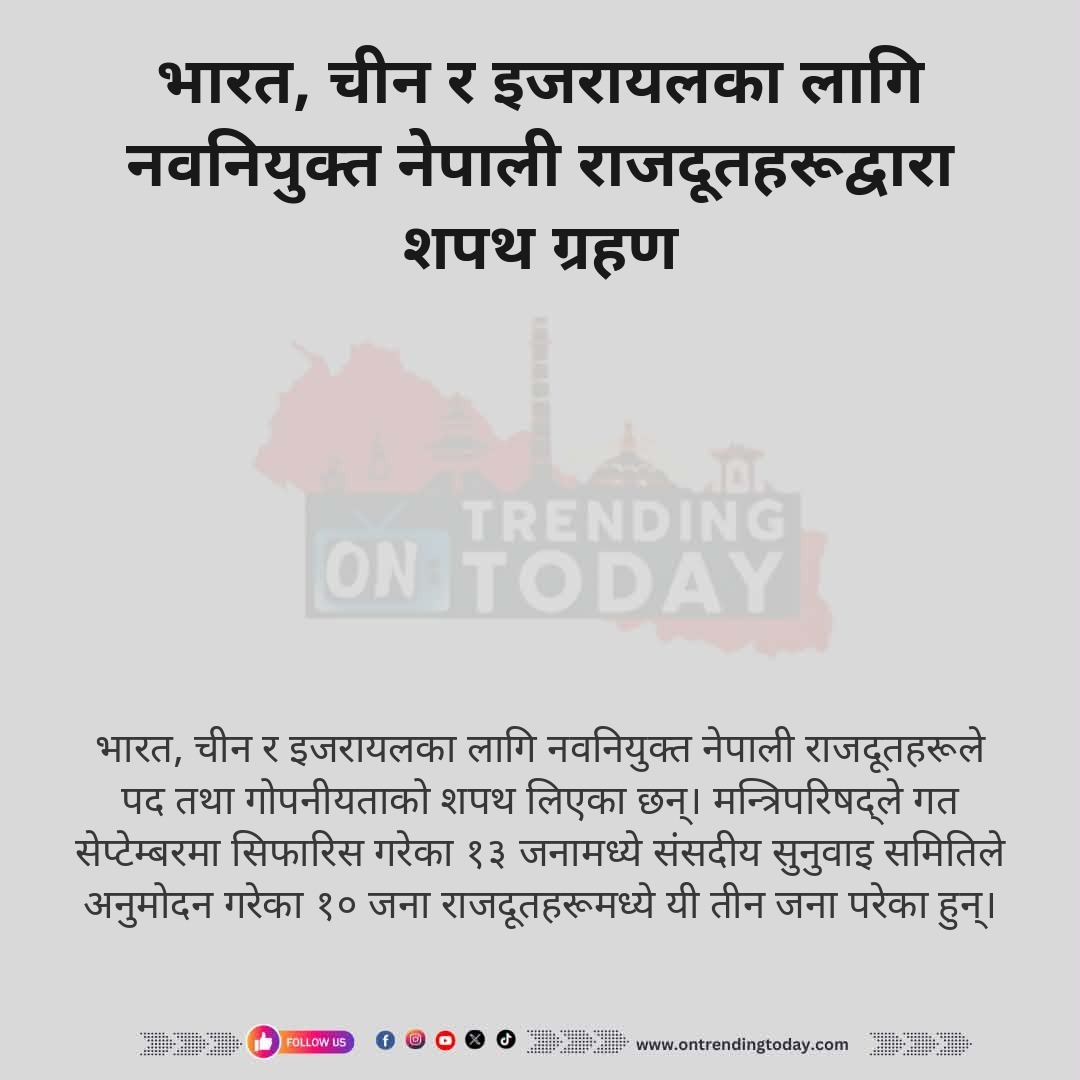 भारत, चीन र इजरायलका लागि
नवनियुक्त नेपाली राजदूतहरूद्वारा
शपथ ग्रहण
TRENDING
ON TODAY
भारत, चीन र इजरायलका लागि नवनियुक्त नेपाली राजदूतहरूले
पद तथा गोपनीयताको शपथ लिएका छन्। मन्त्रिपरिषद्ले गत
सेप्टेम्बरमा सिफारिस गरेका १३ जनामध्ये संसदीय सुनुवाइ समितिले
अनुमोदन गरेका १० जना राजदूतहरूमध्ये यी तीन जना परेका हुन्।
FOLLOW US www.ontrendingtoday.com